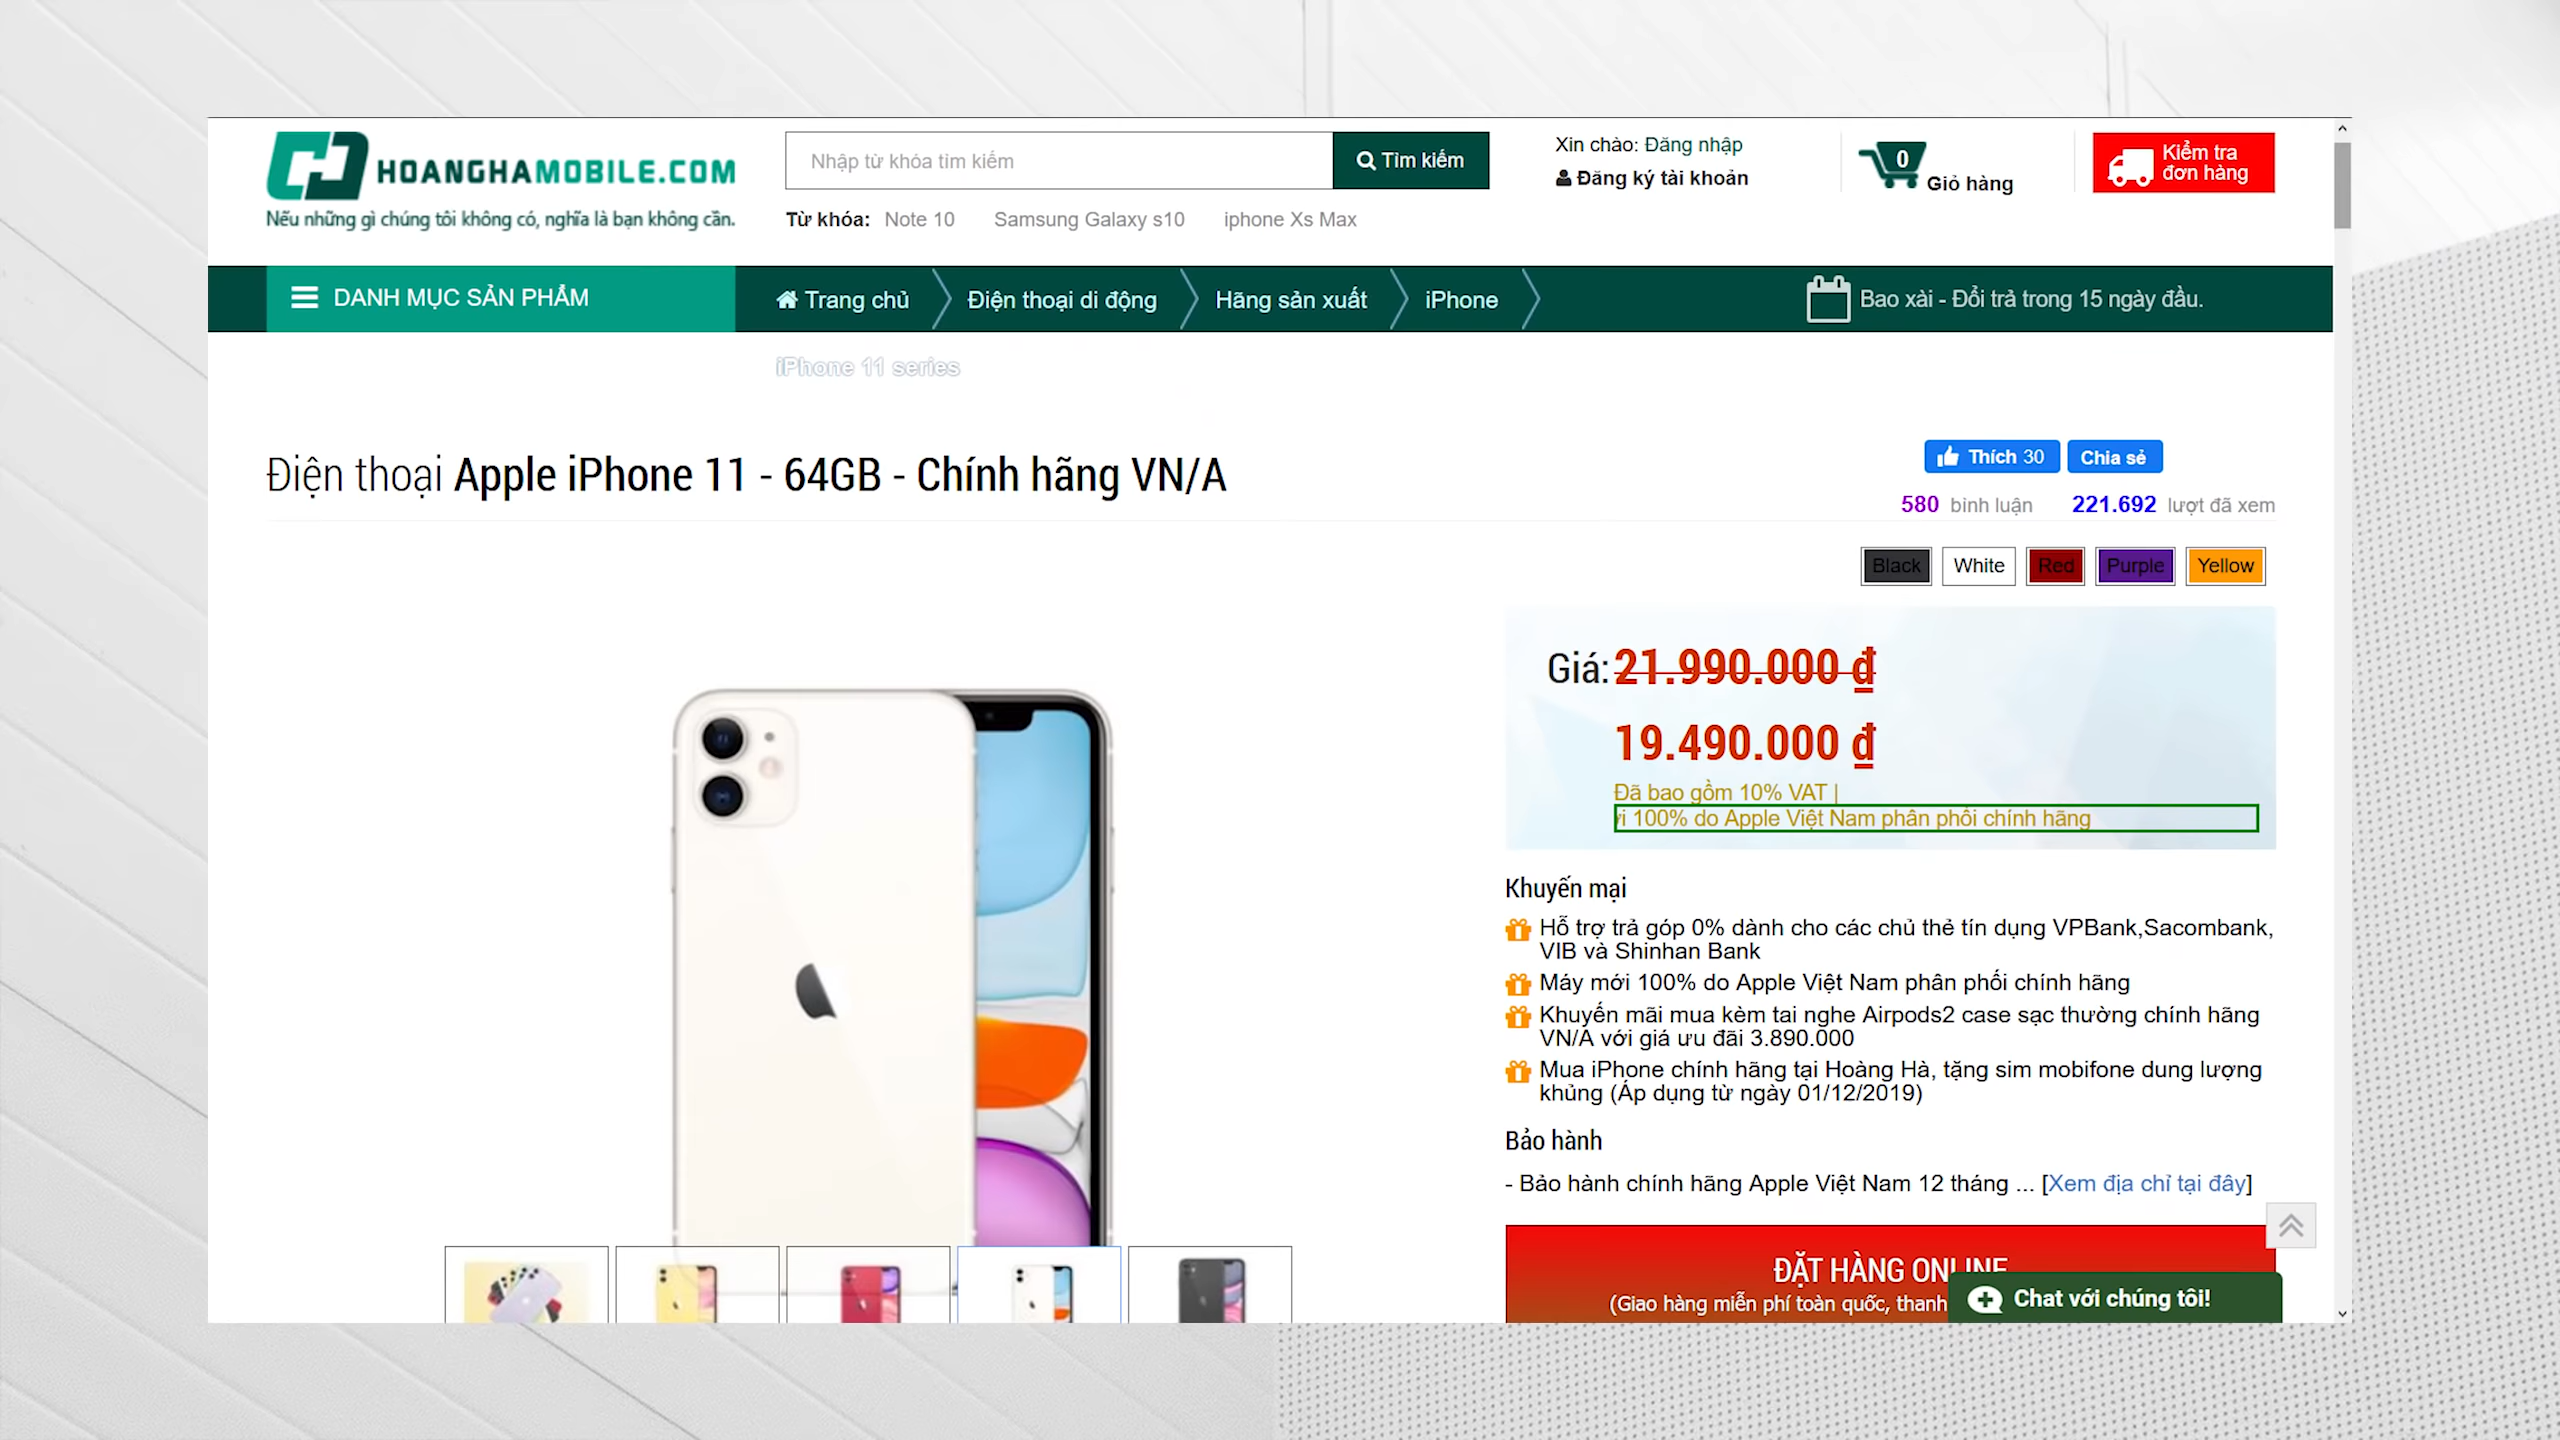 HOANGHAMOBILE.COM
Nếu những gì chúng tôi không có, nghĩa là bạn không cần.
Nhập từ khóa tìm kiếm
Tìm kiếm
Từ khóa: Note 10 Samsung Galaxy s10 iphone Xs Max
Xin chào: Đăng nhập
Đăng ký tài khoản
0
Giỏ hàng
Kiểm tra
đơn hàng
DANH MỤC SẢN PHẨM
Trang chủ
Điện thoại di động
Hãng sản xuất
iPhone
Bao xài - Đổi trả trong 15 ngày đầu.
iPhone 11 series
Điện thoại Apple iPhone 11 - 64GB - Chính hãng VN/A
Thích 30
Chia sẻ
580 bình luận 221.692 lượt đã xem
Black White Red Purple Yellow
Giá: 21.990.000 ₫
19.490.000 ₫
Đã bao gồm 10% VAT |
ới 100% do Apple Việt Nam phân phối chính hãng
Khuyến mại
Hỗ trợ trả góp 0% dành cho các chủ thẻ tín dụng VPBank,Sacombank,
VIB và Shinhan Bank
Máy mới 100% do Apple Việt Nam phân phối chính hãng
Khuyến mãi mua kèm tai nghe Airpods2 case sạc thường chính hãng
VN/A với giá ưu đãi 3.890.000
Mua iPhone chính hãng tại Hoàng Hà, tặng sim mobifone dung lượng
khủng (Áp dụng từ ngày 01/12/2019)
Bảo hành
- Bảo hành chính hãng Apple Việt Nam 12 tháng ... [Xem địa chỉ tại đây]
ĐẶT HÀNG ONLINE
(Giao hàng miễn phí toàn quốc, thanh
Chat với chúng tôi!